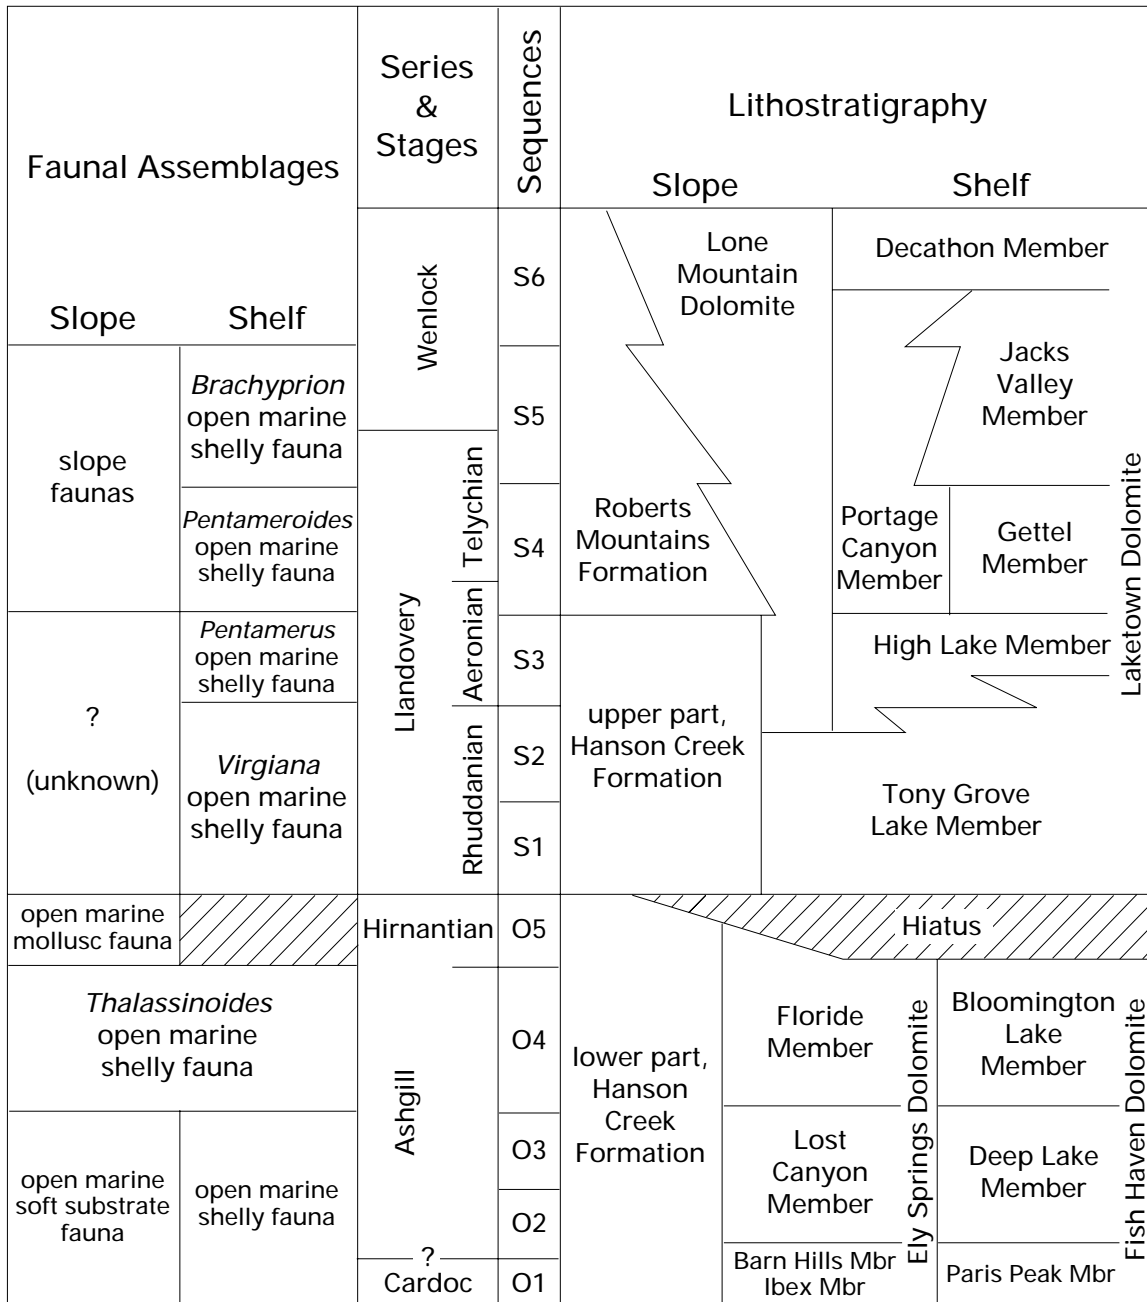 Faunal Assemblages
Slope
Shelf
Series
&
Stages
Sequences
Lithostratigraphy
Slope
Shelf
slope
faunas
?
(unknown)
open marine
mollusc fauna
Brachyprion
open marine
shelly fauna
Pentameroides
open marine
shelly fauna
Pentamerus
open marine
shelly fauna
Virgiana
open marine
shelly fauna
Thalassinoides
open marine
shelly fauna
open marine
soft substrate
fauna
open marine
shelly fauna
Wenlock
Llandovery
Telychian
Aeronian
Rhuddanian
Hirnantian
Ashgill
?
Cardoc
S6
S5
S4
S3
S2
S1
O5
O4
O3
O2
O1
Lone
Mountain
Dolomite
Roberts
Mountains
Formation
upper part,
Hanson Creek
Formation
lower part,
Hanson
Creek
Formation
Decathon Member
Jacks
Valley
Member
Portage
Canyon
Member
Gettel
Member
High Lake Member
Tony Grove
Lake Member
Laketown Dolomite
Hiatus
Floride
Member
Lost
Canyon
Member
Barn Hills Mbr
Ibex Mbr
Ely Springs Dolomite
Bloomington
Lake
Member
Deep Lake
Member
Paris Peak Mbr
Fish Haven Dolomite